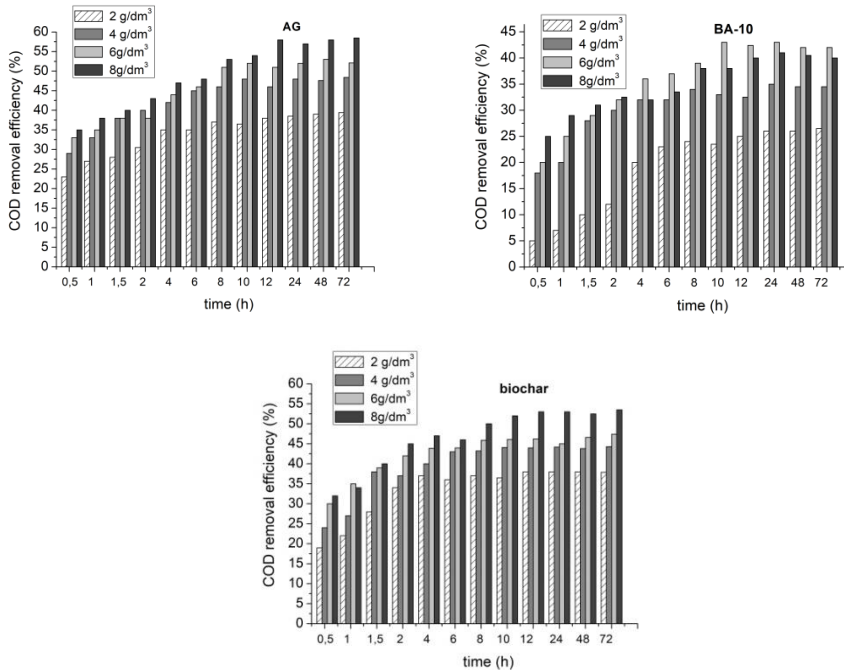 AG
2 g/dm³
4 g/dm³
6g/dm³
8g/dm³
COD removal efficiency (%)
60
55
50
45
40
35
30
25
20
15
10
5
0
0,5 1 1,5 2 4 6 8 10 12 24 48 72
time (h)
BA-10
2 g/dm³
4 g/dm³
6g/dm³
8g/dm³
COD removal efficiency (%)
45
40
35
30
25
20
15
10
5
0
0,5 1 1,5 2 4 6 8 10 12 24 48 72
time (h)
biochar
2 g/dm³
4 g/dm³
6g/dm³
8g/dm³
COD removal efficiency (%)
60
55
50
45
40
35
30
25
20
15
10
5
0
0,5 1 1,5 2 4 6 8 10 12 24 48 72
time (h)